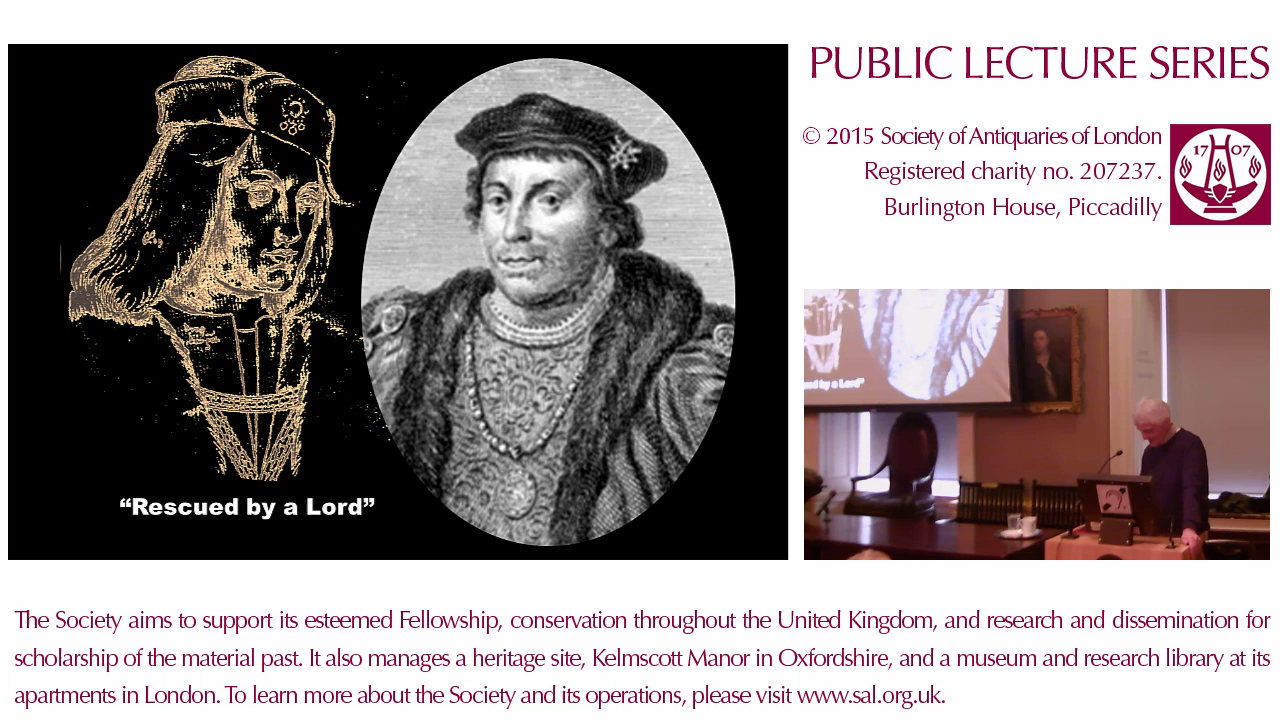 PUBLIC LECTURE SERIES
© 2015 Society of Antiquaries of London
Registered charity no. 207237.
Burlington House, Piccadilly
17 07
“Rescued by a Lord”
ed by a Lord”
The Society aims to support its esteemed Fellowship, conservation throughout the United Kingdom, and research and dissemination for
scholarship of the material past. It also manages a heritage site, Kelmscott Manor in Oxfordshire, and a museum and research library at its
apartments in London. To learn more about the Society and its operations, please visit www.sal.org.uk.